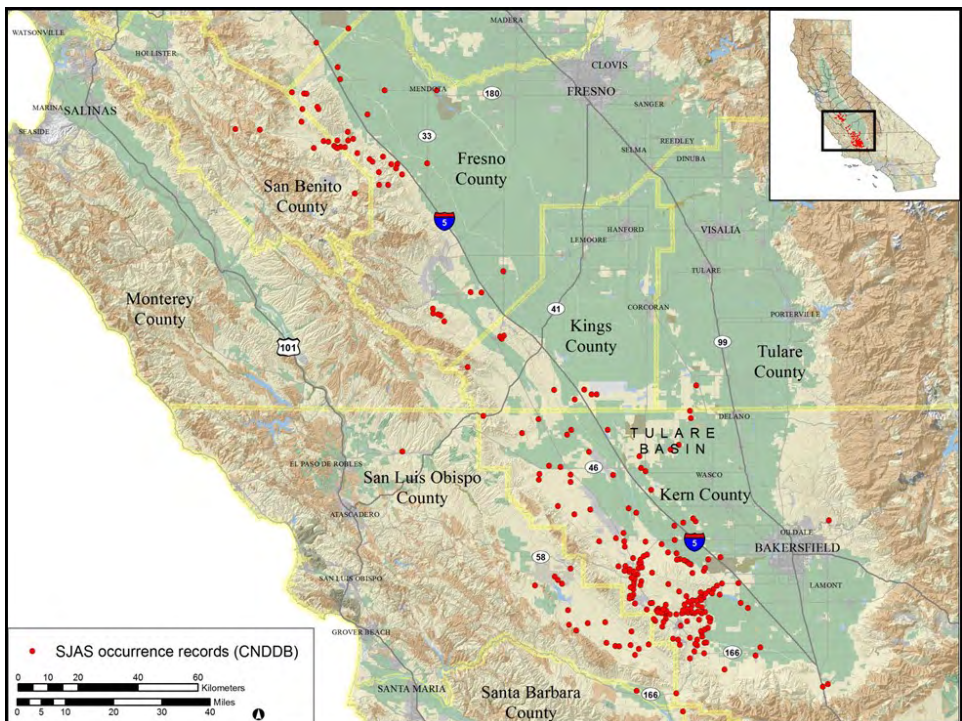 WATSONVILLE
HOLLISTER
MADERA
CLOVIS
FRESNO
MENDOTA
180
SANGER
MARINA
SALINAS
SEASIDE
33
REEDLEY
SELMA
DINUBA
Fresno
County
San Benito
County
5
HANFORD
LEMOORE
VISALIA
TULARE
Monterey
County
41
CORCORAN
PORTERVILLE
Kings
County
101
99
Tulare
County
DELANO
TULARE
BASIN
EL PASO DE ROBLES
46
WASCO
San Luis Obispo
County
Kern County
ATASCADERO
5
OILDALE
BAKERSFIELD
58
SAN LUIS OBISPO
LAMONT
GROVER BEACH
166
SANTA MARIA
Santa Barbara
County
166
SJAS occurrence records (CNDDB)
0 20 40 60
Kilometers
Miles
0 5 10 20 30 40